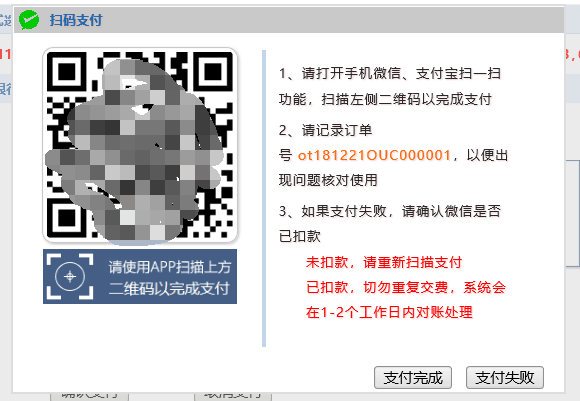 扫码支付
1、请打开手机微信、支付宝扫一扫
功能，扫描左侧二维码以完成支付
2、请记录订单
号 ot181221OUC000001，以便出
现问题核对使用
3、如果支付失败，请确认微信是否
已扣款
未扣款，请重新扫描支付
已扣款，切勿重复交费，系统会
在1-2个工作日内对账处理
请使用APP扫描上方
二维码以完成支付
支付完成 支付失败